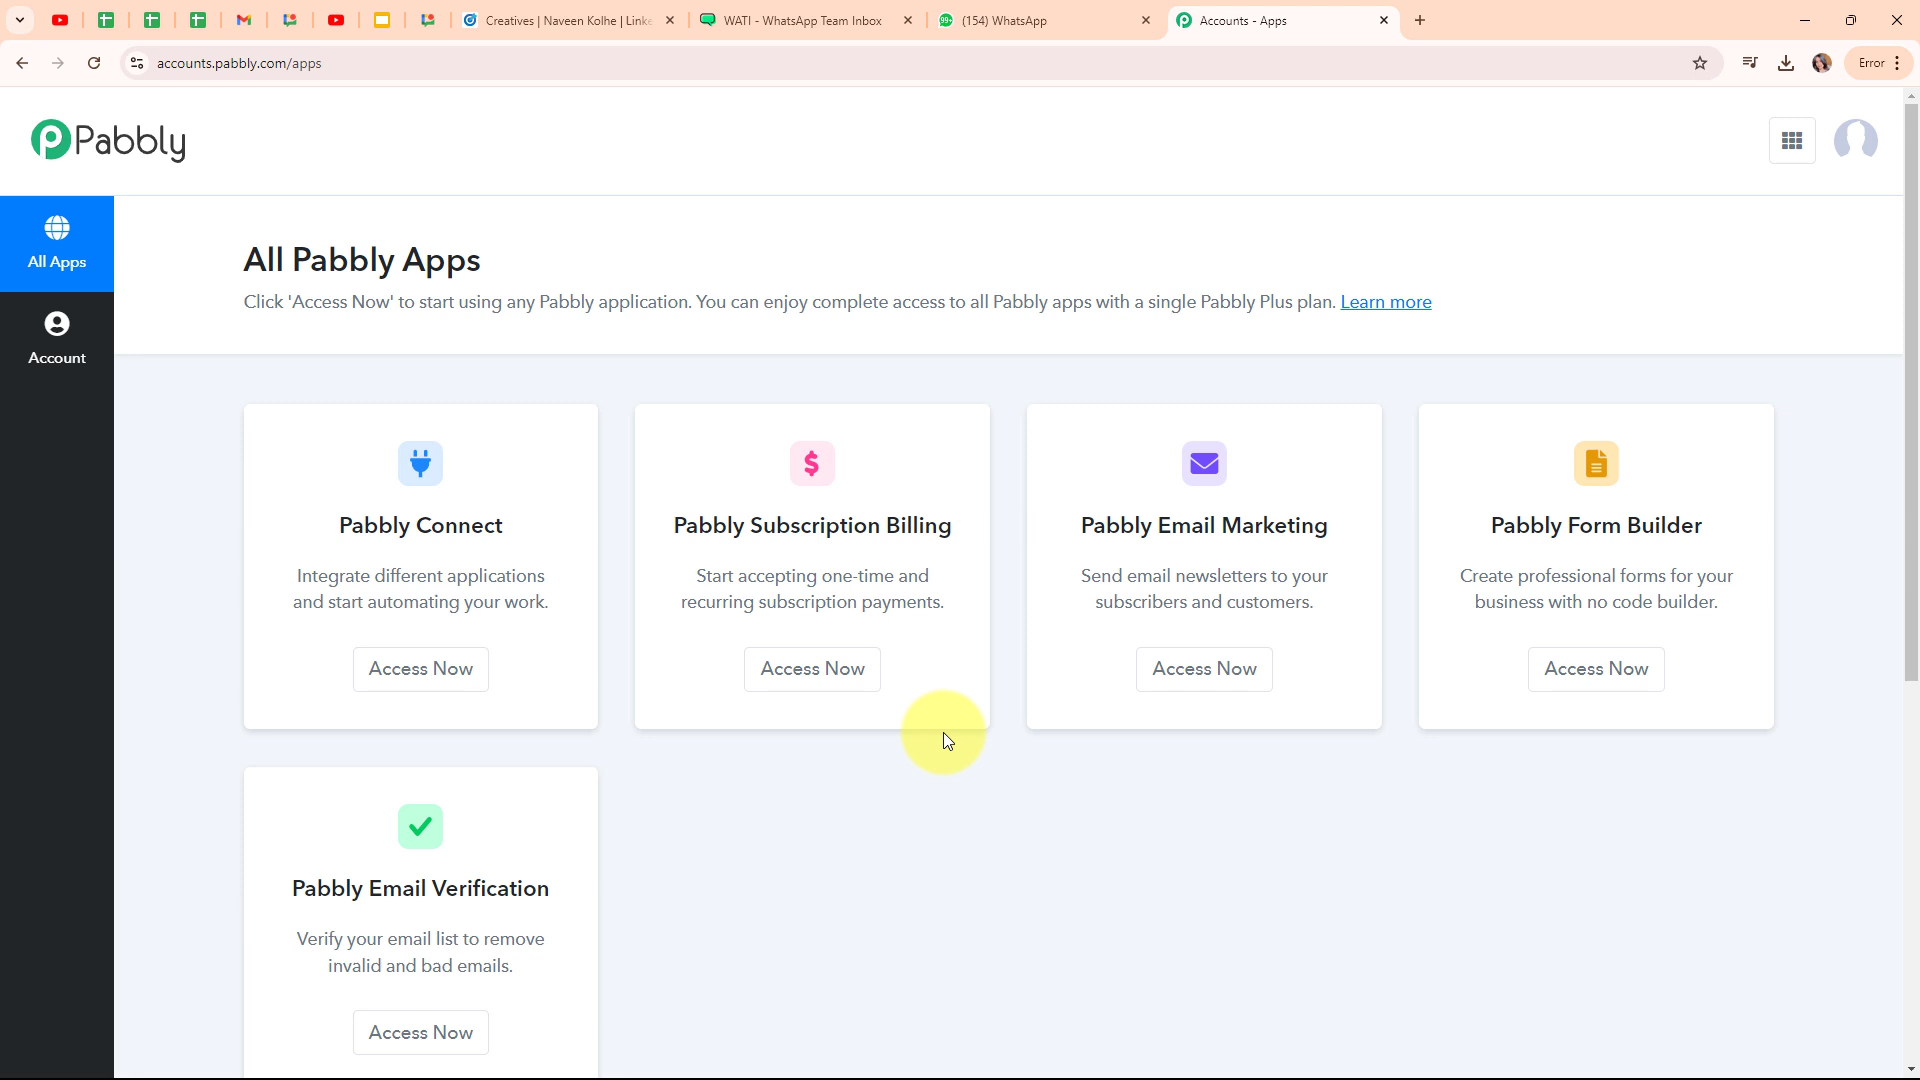 Creatives | Naveen Kolhe | Linke
WATI - WhatsApp Team Inbox
(154) WhatsApp
Accounts - Apps
accounts.pabbly.com/apps
Error
Pabbly
All Apps
Account
All Pabbly Apps
Click 'Access Now' to start using any Pabbly application. You can enjoy complete access to all Pabbly apps with a single Pabbly Plus plan. Learn more
Pabbly Connect
Integrate different applications
and start automating your work.
Access Now
Pabbly Subscription Billing
Start accepting one-time and
recurring subscription payments.
Access Now
Pabbly Email Marketing
Send email newsletters to your
subscribers and customers.
Access Now
Pabbly Form Builder
Create professional forms for your
business with no code builder.
Access Now
Pabbly Email Verification
Verify your email list to remove
invalid and bad emails.
Access Now